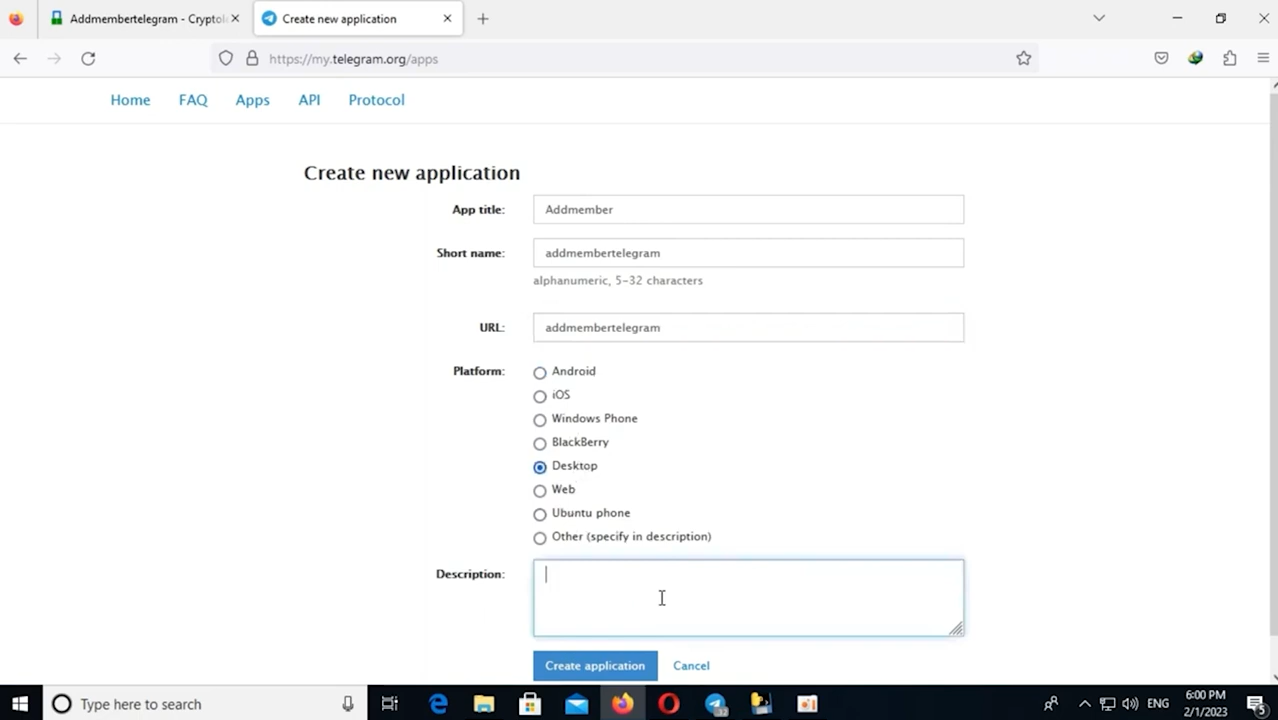 Addmembertelegram - Cryptol
Create new application
https://my.telegram.org/apps
Home FAQ Apps API Protocol
Create new application
App title: Addmember
Short name: addmembertelegram
alphanumeric, 5-32 characters
URL: addmembertelegram
Platform: Android
iOS
Windows Phone
BlackBerry
Desktop
Web
Ubuntu phone
Other (specify in description)
Description:
Create application Cancel
Type here to search
12
ENG
6:00 PM
2/1/2023
5